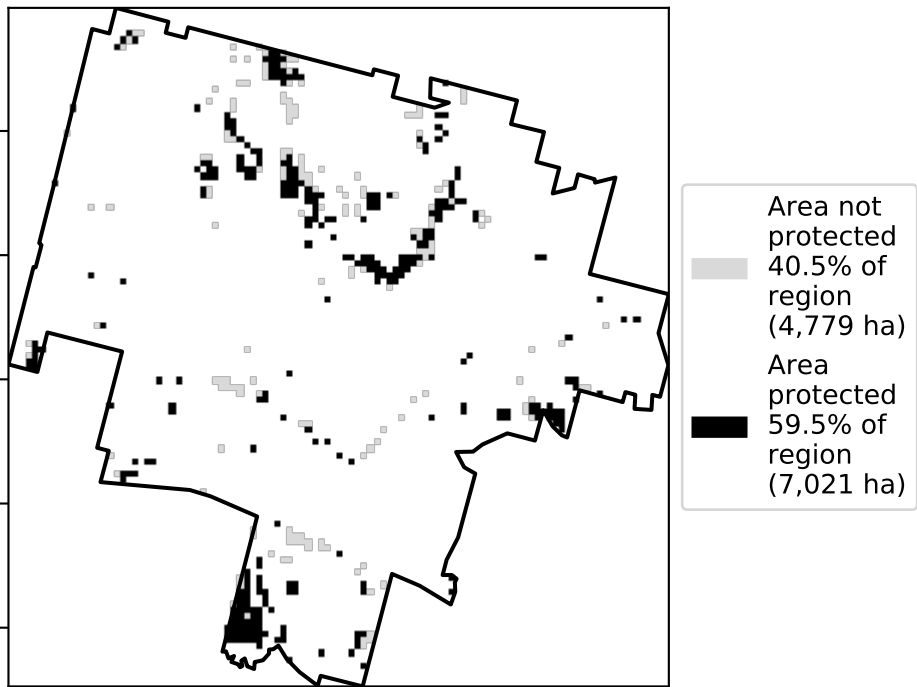 Area not
protected
40.5% of
region
(4,779 ha)
Area
protected
59.5% of
region
(7,021 ha)